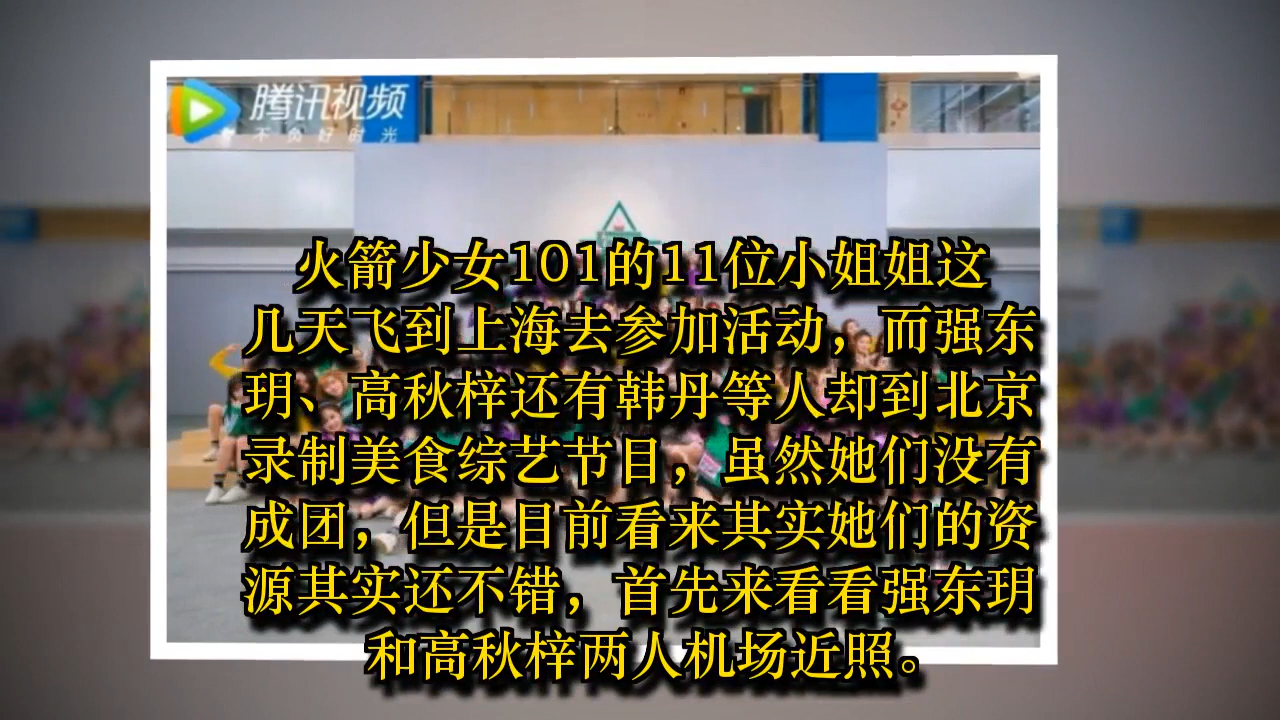 腾讯视频
不负好时光
火箭少女101的11位小姐姐这
几天飞到上海去参加活动，而强东
玥、高秋梓还有韩丹等人却到北京
录制美食综艺节目，虽然她们没有
成团，但是目前看来其实她们的资
源其实还不错，首先来看看强东玥
和高秋梓两人机场近照。